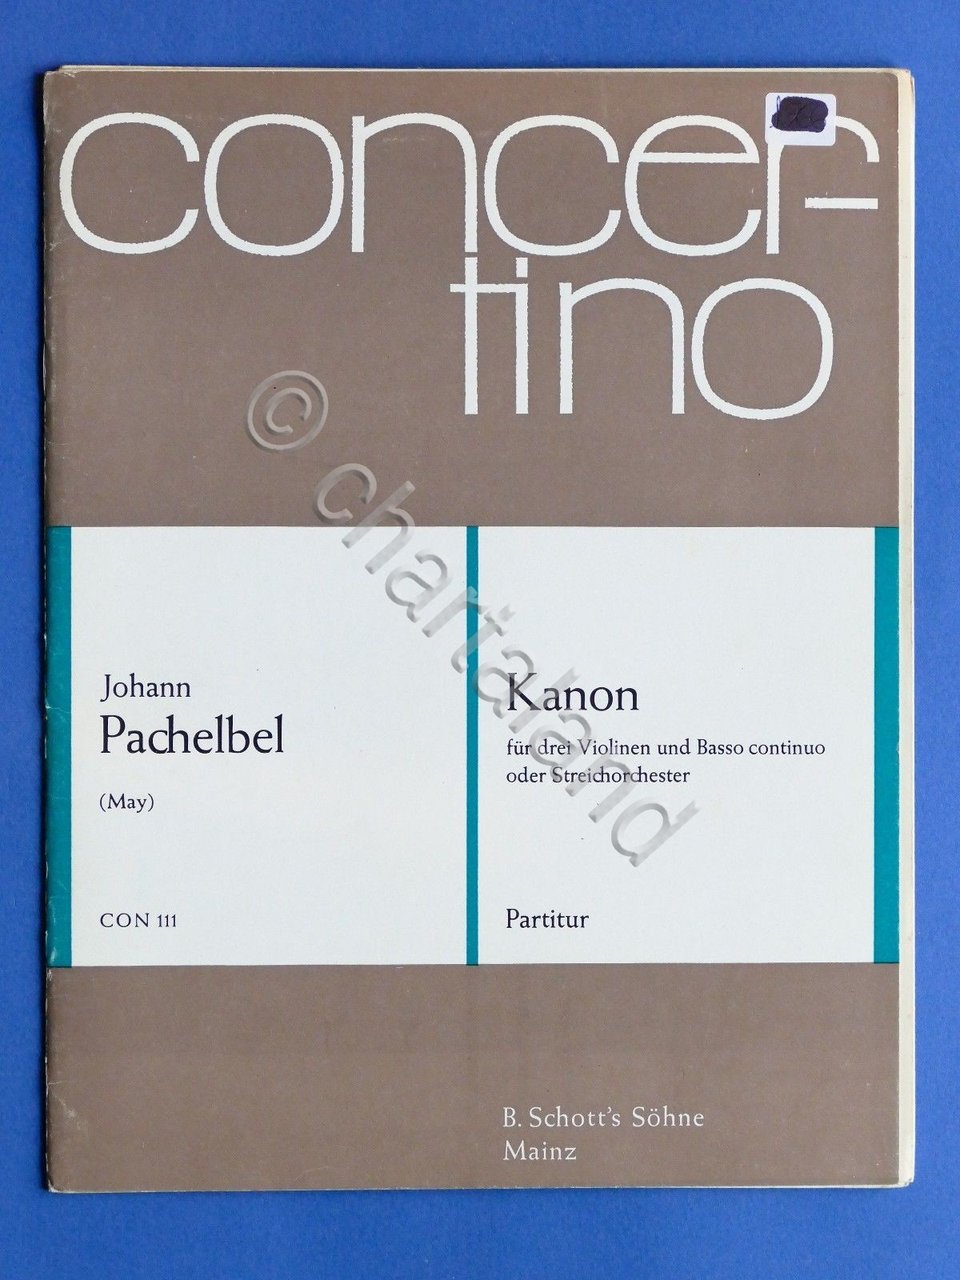 concer-
tino
Johann
Pachelbel
(May)
CON 111
Kanon
für drei Violinen und Basso continuo
oder Streichorchester
Partitur
B. Schott's Söhne
Mainz
© chartaland